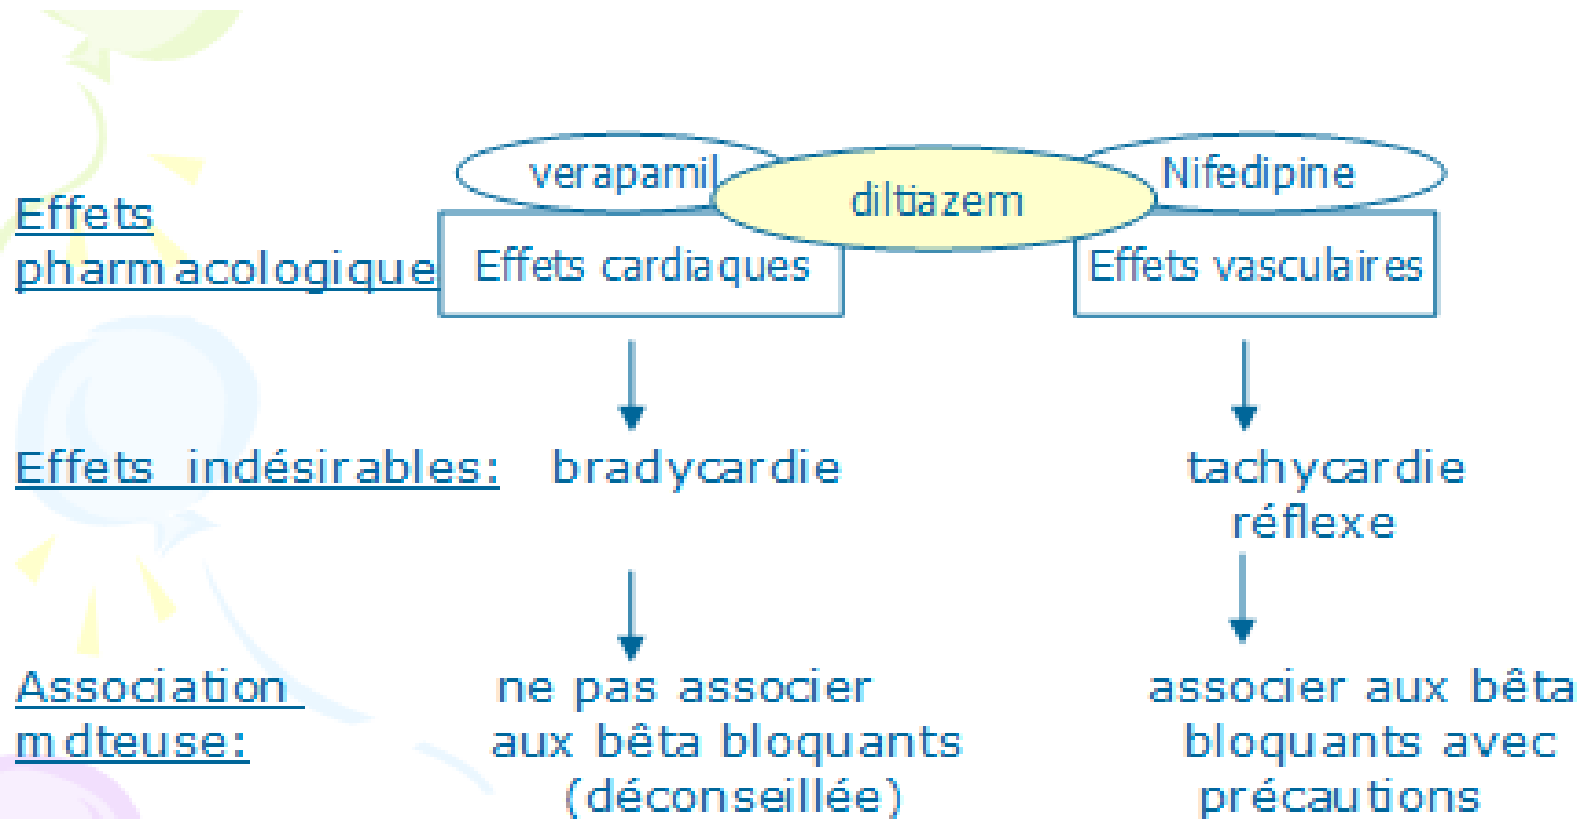 verapamil diltiazem Nifedipine
Effets
pharmacologique Effets cardiaques Effets vasculaires
Effets indésirables: bradycardie tachycardie
réflexe
Association ne pas associer associer aux bêta
mdteuse: aux bêta bloquants bloquants avec
(déconseillée) précautions